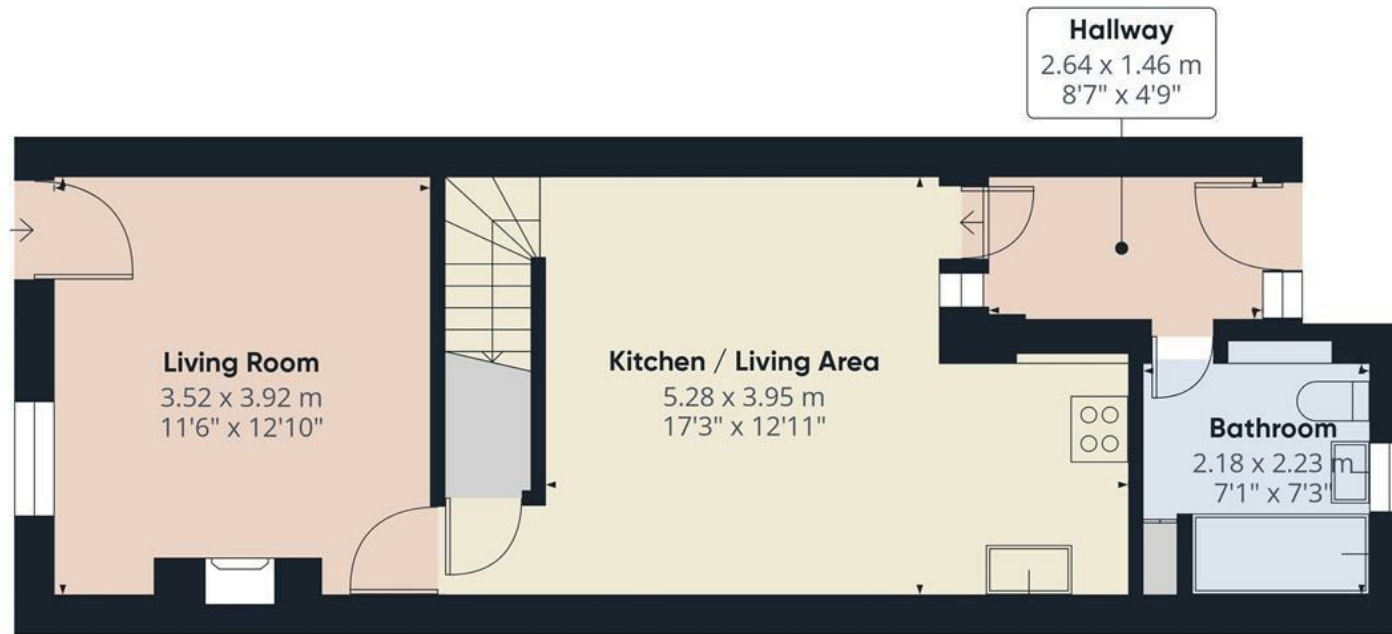 Hallway
2.64 x 1.46 m
8'7" x 4'9"
Living Room
3.52 x 3.92 m
11'6" x 12'10"
Kitchen / Living Area
5.28 x 3.95 m
17'3" x 12'11"
Bathroom
2.18 x 2.23 m
7'1" x 7'3"